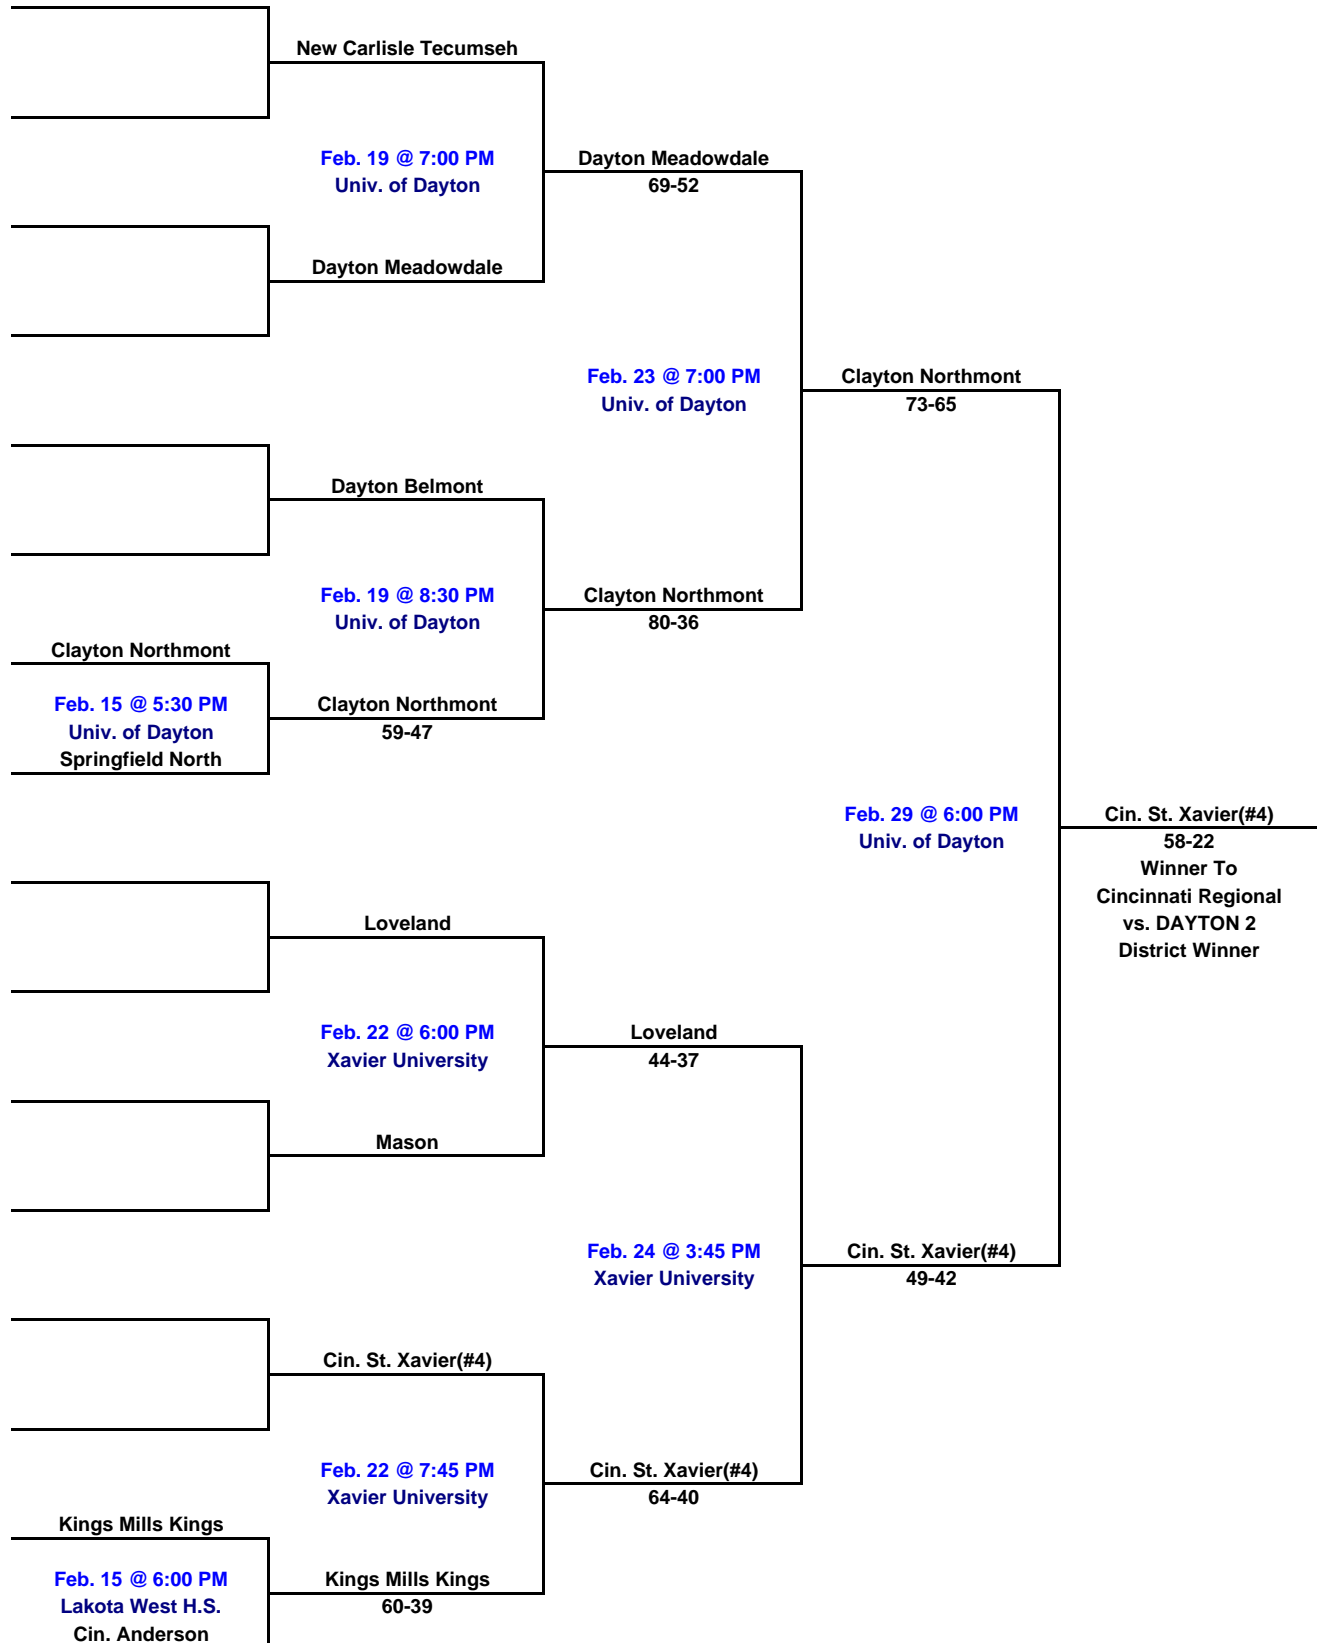 New Carlisle Tecumseh
Feb. 19 @ 7:00 PM
Univ. of Dayton
Dayton Meadowdale
69-52
Dayton Meadowdale
Feb. 23 @ 7:00 PM
Univ. of Dayton
Clayton Northmont
73-65
Dayton Belmont
Feb. 19 @ 8:30 PM
Univ. of Dayton
Clayton Northmont
80-36
Clayton Northmont
Feb. 15 @ 5:30 PM
Univ. of Dayton
Springfield North
Clayton Northmont
59-47
Feb. 29 @ 6:00 PM
Univ. of Dayton
Cin. St. Xavier(#4)
58-22
Winner To
Cincinnati Regional
vs. DAYTON 2
District Winner
Loveland
Feb. 22 @ 6:00 PM
Xavier University
Loveland
44-37
Mason
Feb. 24 @ 3:45 PM
Xavier University
Cin. St. Xavier(#4)
49-42
Cin. St. Xavier(#4)
Feb. 22 @ 7:45 PM
Xavier University
Cin. St. Xavier(#4)
64-40
Kings Mills Kings
Feb. 15 @ 6:00 PM
Lakota West H.S.
Cin. Anderson
Kings Mills Kings
60-39